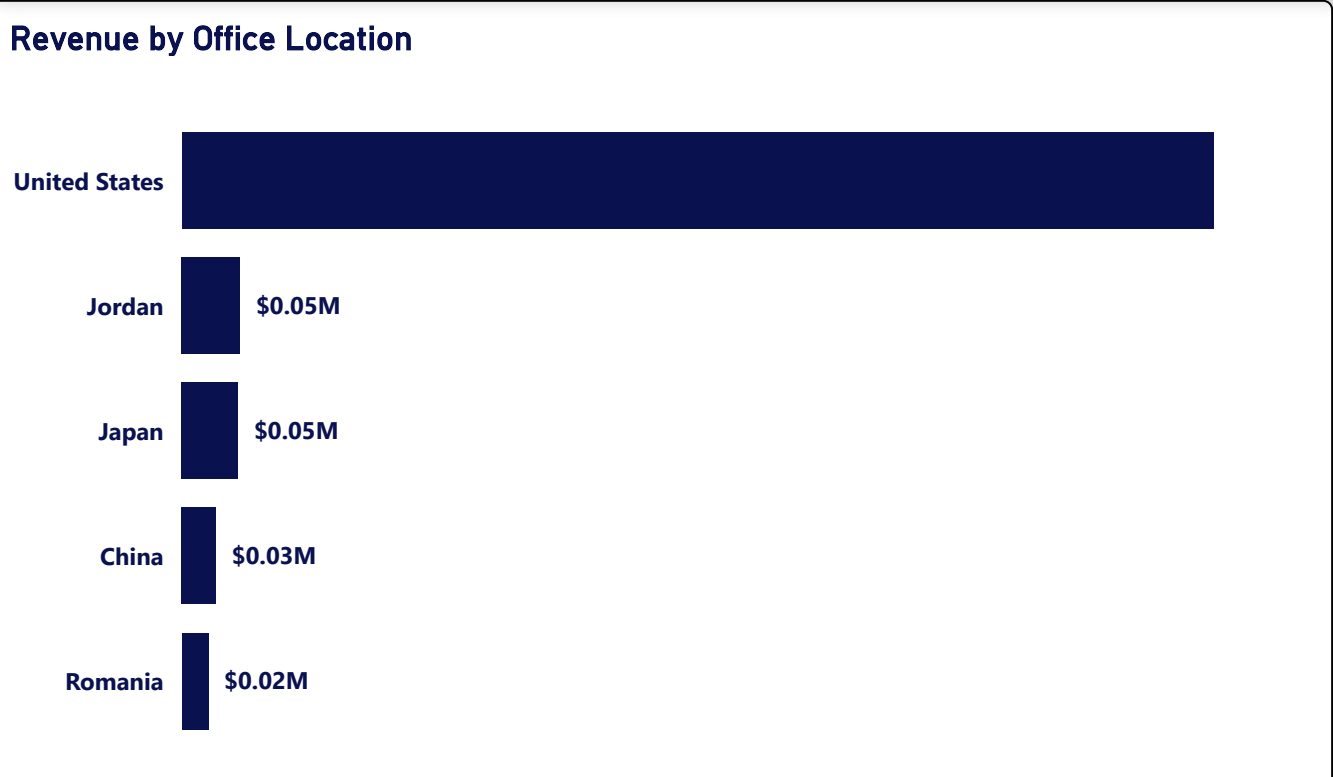 Revenue by Office Location
United States
Jordan $0.05M
Japan $0.05M
China $0.03M
Romania $0.02M